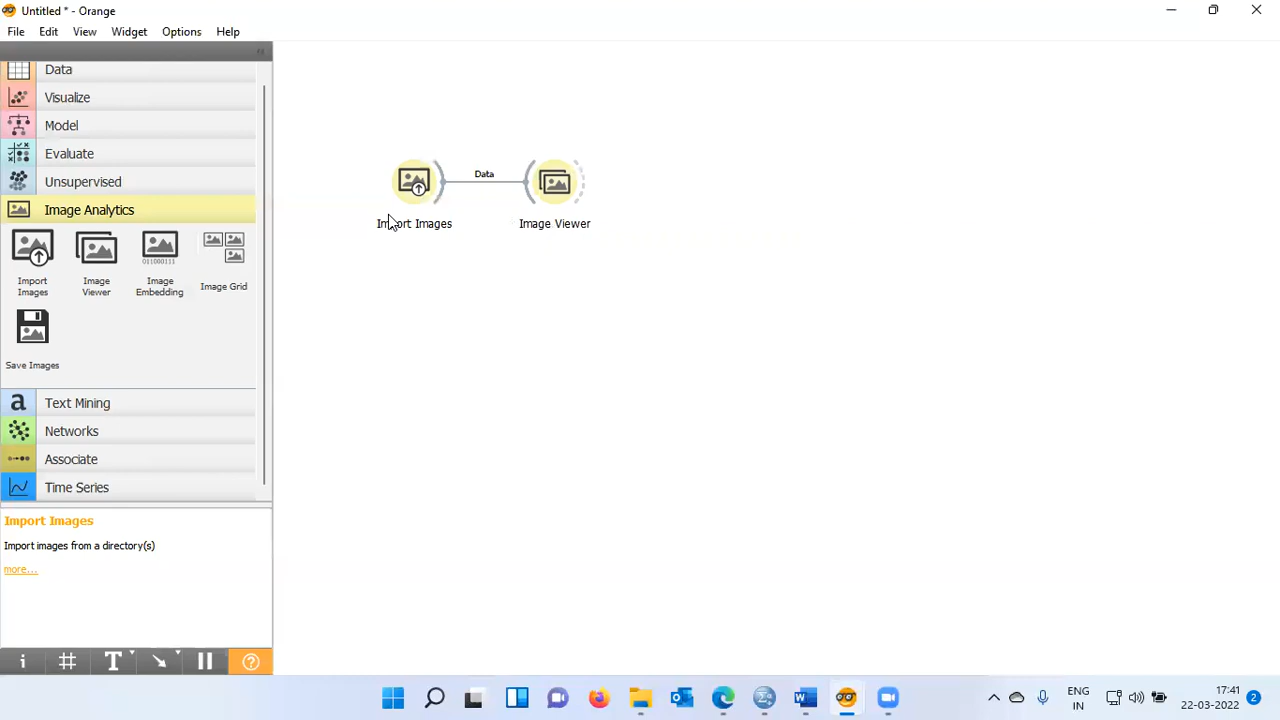 Untitled * - Orange
File Edit View Widget Options Help
Data
Visualize
Model
Evaluate
Unsupervised
Image Analytics
Import Images
Image Viewer
Image Embedding
011000111
Image Grid
Save Images
a Text Mining
Networks
Associate
Time Series
Import Images
Import images from a directory(s)
more...
Data
Import Images
Image Viewer
i # T ?
ENG
IN
17:41
22-03-2022
2